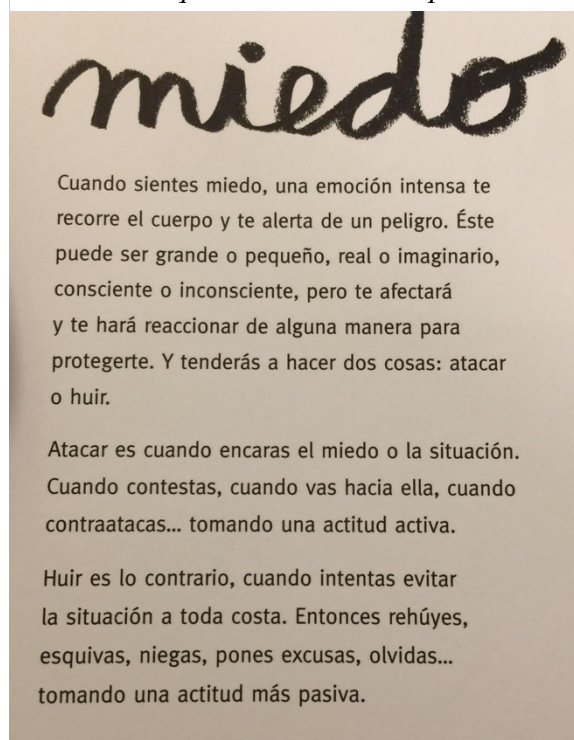 miedo
Cuando sientes miedo, una emoción intensa te
recorre el cuerpo y te alerta de un peligro. Éste
puede ser grande o pequeño, real o imaginario,
consciente o inconsciente, pero te afectará
y te hará reaccionar de alguna manera para
protegerte. Y tenderás a hacer dos cosas: atacar
o huir.
Atacar es cuando encaras el miedo o la situación.
Cuando contestas, cuando vas hacia ella, cuando
contraatacas... tomando una actitud activa.
Huir es lo contrario, cuando intentas evitar
la situación a toda costa. Entonces rehúyes,
esquivas, niegas, pones excusas, olvidas...
tomando una actitud más pasiva.